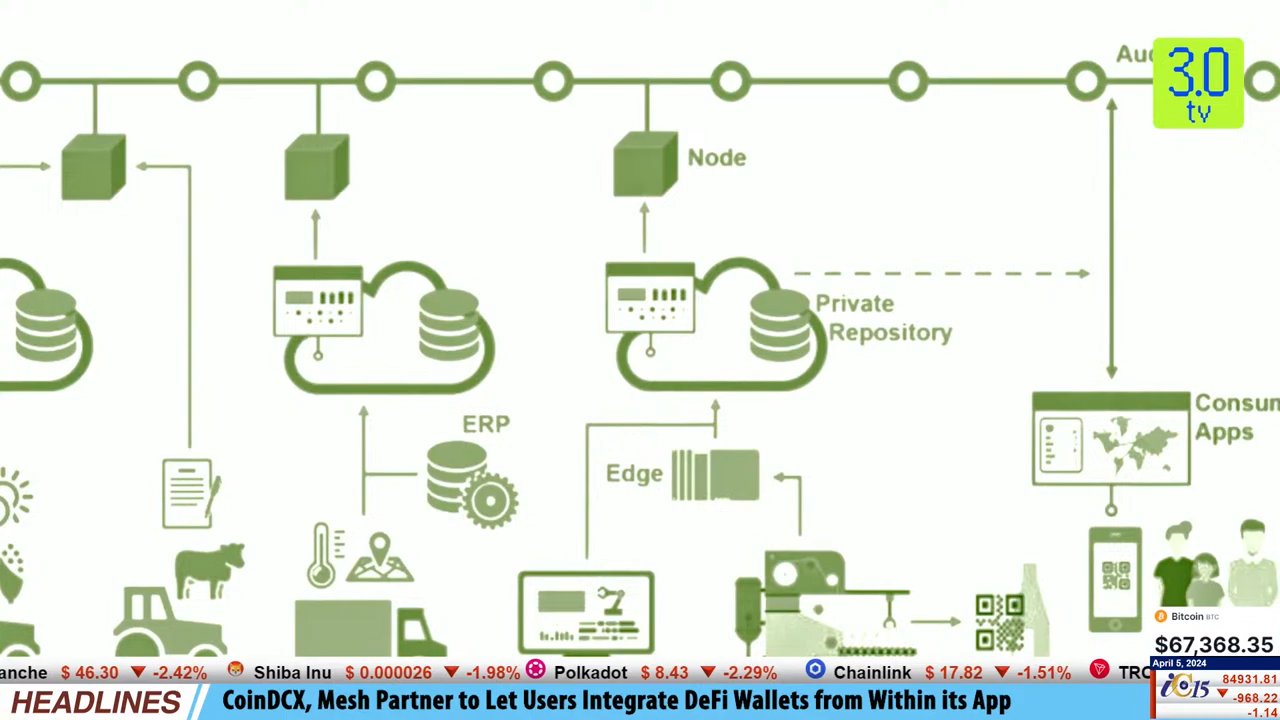 3.0
tv
Node
Private
Repository
ERP
Edge
Apps
Bitcoin BTC
$67,368.35
April 5, 2024
$ 46.30 -2.42% Shiba Inu $ 0.000026 -1.98% Polkadot $ 8.43 -2.29% Chainlink $ 17.82 -1.51%
84931.81
-968.22
-1.14
HEADLINES
CoinDCX, Mesh Partner to Let Users Integrate DeFi Wallets from Within its App